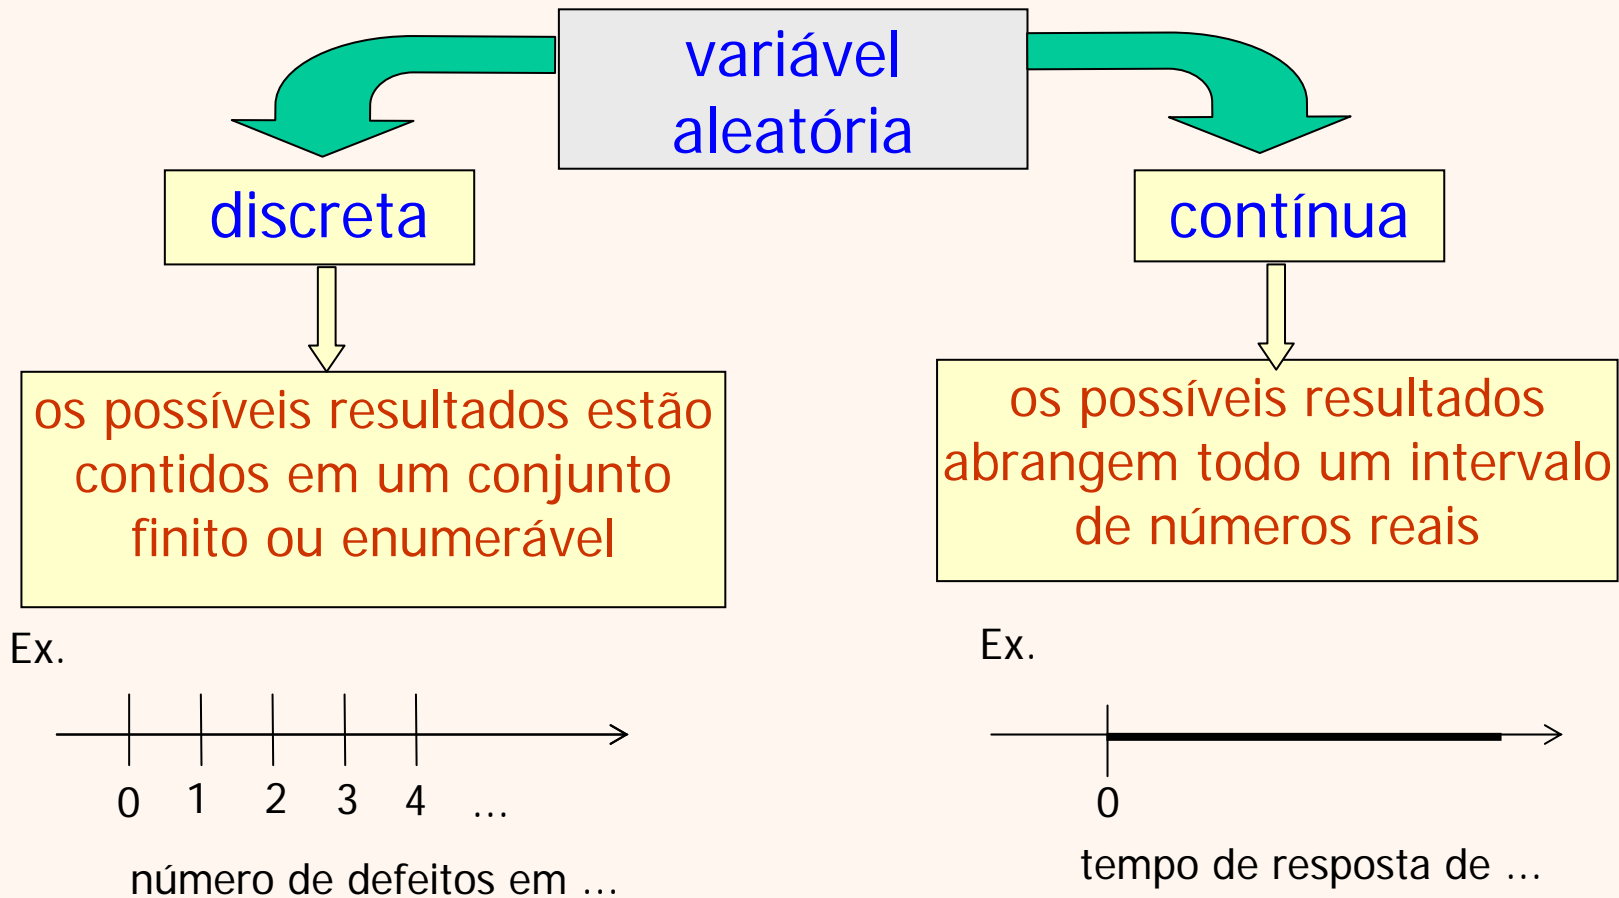 variável
aleatória
discreta
contínua
os possíveis resultados estão
contidos em um conjunto
finito ou enumerável
os possíveis resultados
abrangem todo um intervalo
de números reais
Ex.
0 1 2 3 4 ...
número de defeitos em ...
Ex.
0
tempo de resposta de ...